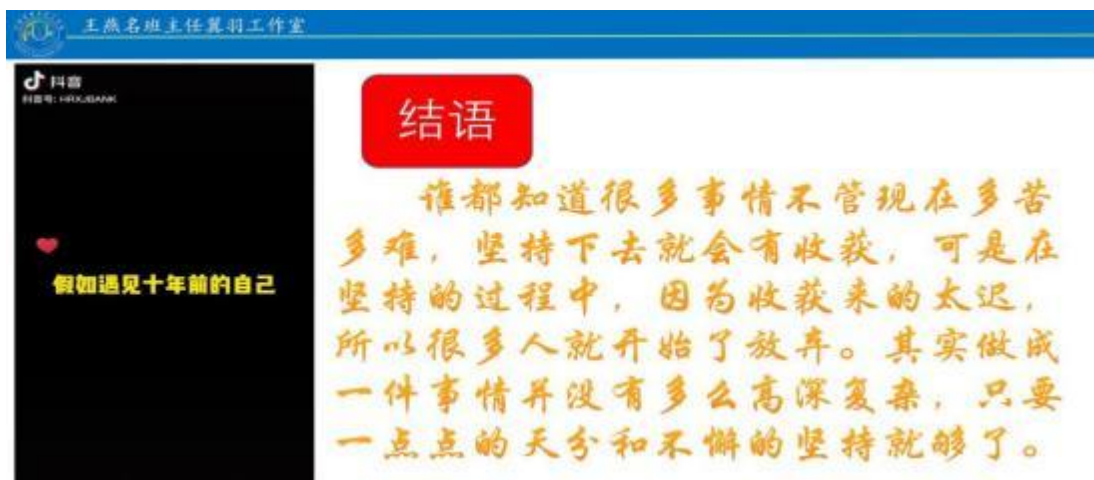 王燕名班主任翼羽工作室
抖音
抖音号: HRXJBANK
假如遇见十年前的自己
结语
谁都知道很多事情不管现在多苦
多难，坚持下去就会有收获，可是在
坚持的过程中，因为收获来的太迟，
所以很多人就开始了放弃。其实做成
一件事情并没有多么高深复杂，只要
一点点的天分和不懈的坚持就够了。